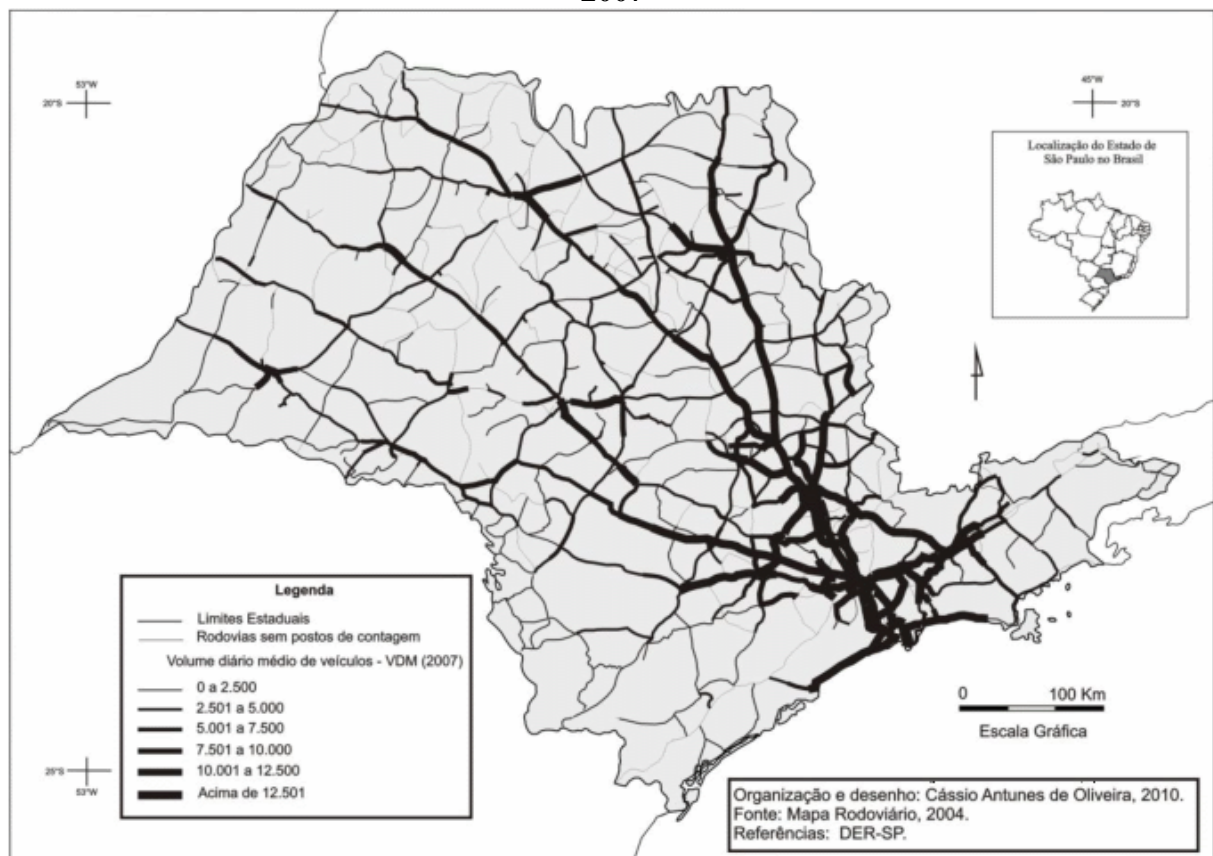 53°W
20°S
45°W
20°S
Localização do Estado de
São Paulo no Brasil
Legenda
Limites Estaduais
Rodovias sem postos de contagem
Volume diário médio de veículos - VDM (2007)
0 a 2.500
2.501 a 5.000
5.001 a 7.500
7.501 a 10.000
10.001 a 12.500
Acima de 12.501
0 100 Km
Escala Gráfica
25°S
53°W
Organização e desenho: Cássio Antunes de Oliveira, 2010.
Fonte: Mapa Rodoviário, 2004.
Referências: DER-SP.